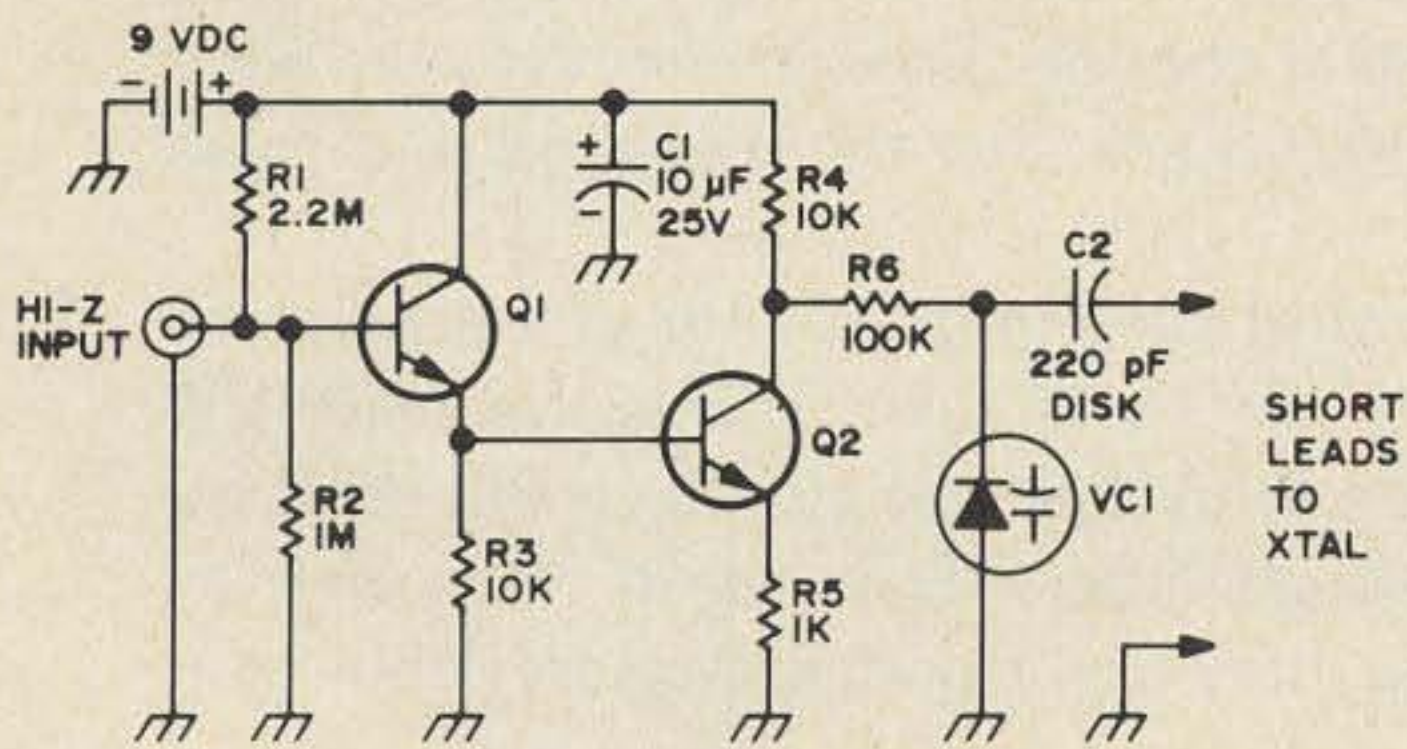 9 VDC
- +
R1
2.2M
+
C1
10 µF
25V
-
R4
10K
HI-Z
INPUT
Q1
R6
100K
C2
220 pF
DISK
R2
1M
R3
10K
Q2
R5
1K
VC1
SHORT
LEADS
TO
XTAL